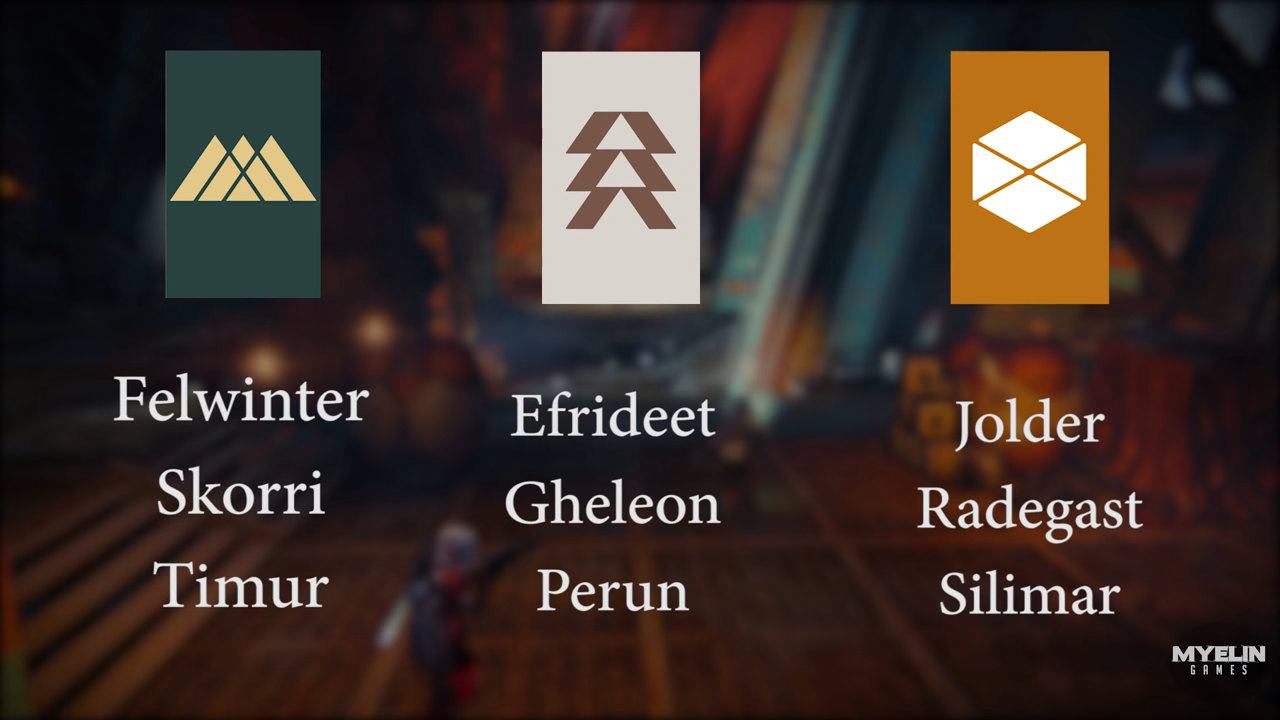 Felwinter
Skorri
Timur
Efrideet
Gheleon
Perun
Jolder
Radegast
Silimar
MYELIN
GAMES